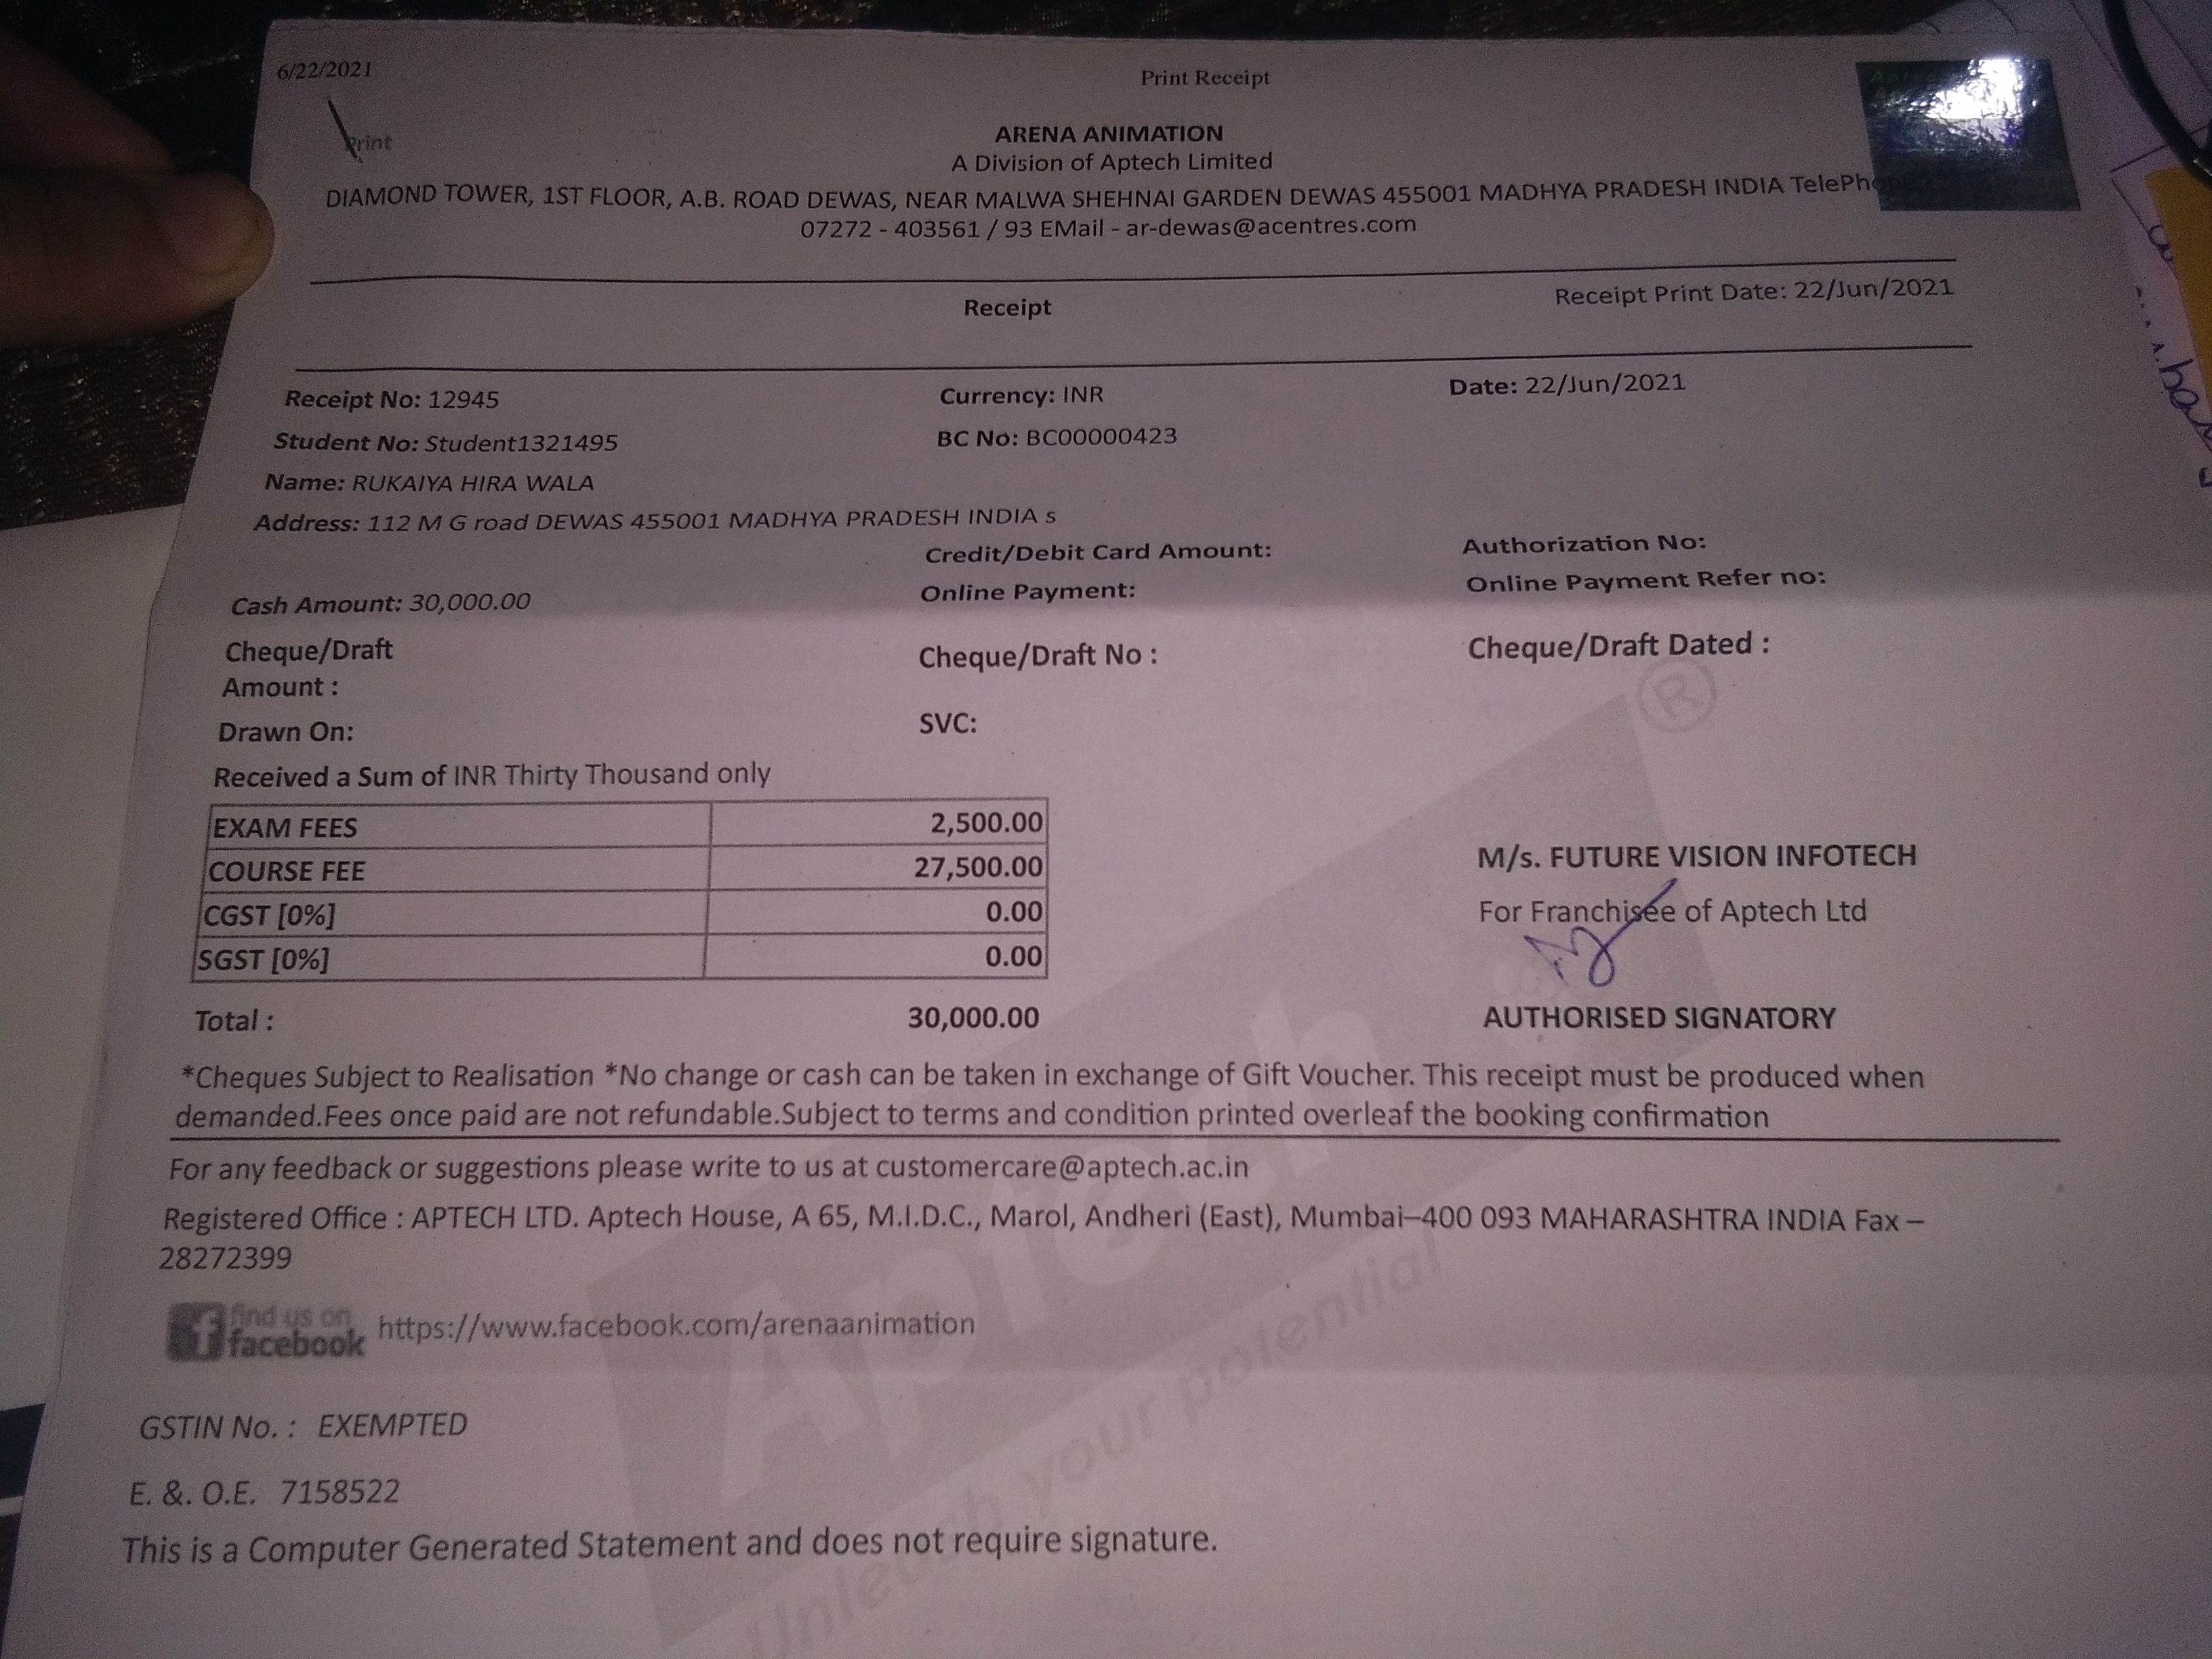 6/22/2021
Print Receipt
Print
ARENA ANIMATION
A Division of Aptech Limited
DIAMOND TOWER, 1ST FLOOR, A.B. ROAD DEWAS, NEAR MALWA SHEHNAI GARDEN DEWAS 455001 MADHYA PRADESH INDIA TelePho
07272 - 403561 / 93 EMail - ar-dewas@acentres.com
Receipt
Receipt Print Date: 22/Jun/2021
Receipt No: 12945 Currency: INR Date: 22/Jun/2021
Student No: Student1321495 BC No: BC00000423
Name: RUKAIYA HIRA WALA
Address: 112 M G road DEWAS 455001 MADHYA PRADESH INDIA s
Credit/Debit Card Amount: Authorization No:
Cash Amount: 30,000.00 Online Payment: Online Payment Refer no:
Cheque/Draft
Amount : Cheque/Draft No : Cheque/Draft Dated :
Drawn On: SVC:
Received a Sum of INR Thirty Thousand only
EXAM FEES 2,500.00
COURSE FEE 27,500.00
CGST [0%] 0.00
SGST [0%] 0.00
Total : 30,000.00
M/s. FUTURE VISION INFOTECH
For Franchisee of Aptech Ltd
AUTHORISED SIGNATORY
*Cheques Subject to Realisation *No change or cash can be taken in exchange of Gift Voucher. This receipt must be produced when
demanded.Fees once paid are not refundable.Subject to terms and condition printed overleaf the booking confirmation
For any feedback or suggestions please write to us at customercare@aptech.ac.in
Registered Office : APTECH LTD. Aptech House, A 65, M.I.D.C., Marol, Andheri (East), Mumbai–400 093 MAHARASHTRA INDIA Fax –
28272399
find us on
facebook https://www.facebook.com/arenaanimation
GSTIN No. : EXEMPTED
E. &. O.E. 7158522
This is a Computer Generated Statement and does not require signature.
Aptech ®
Unleash your potential